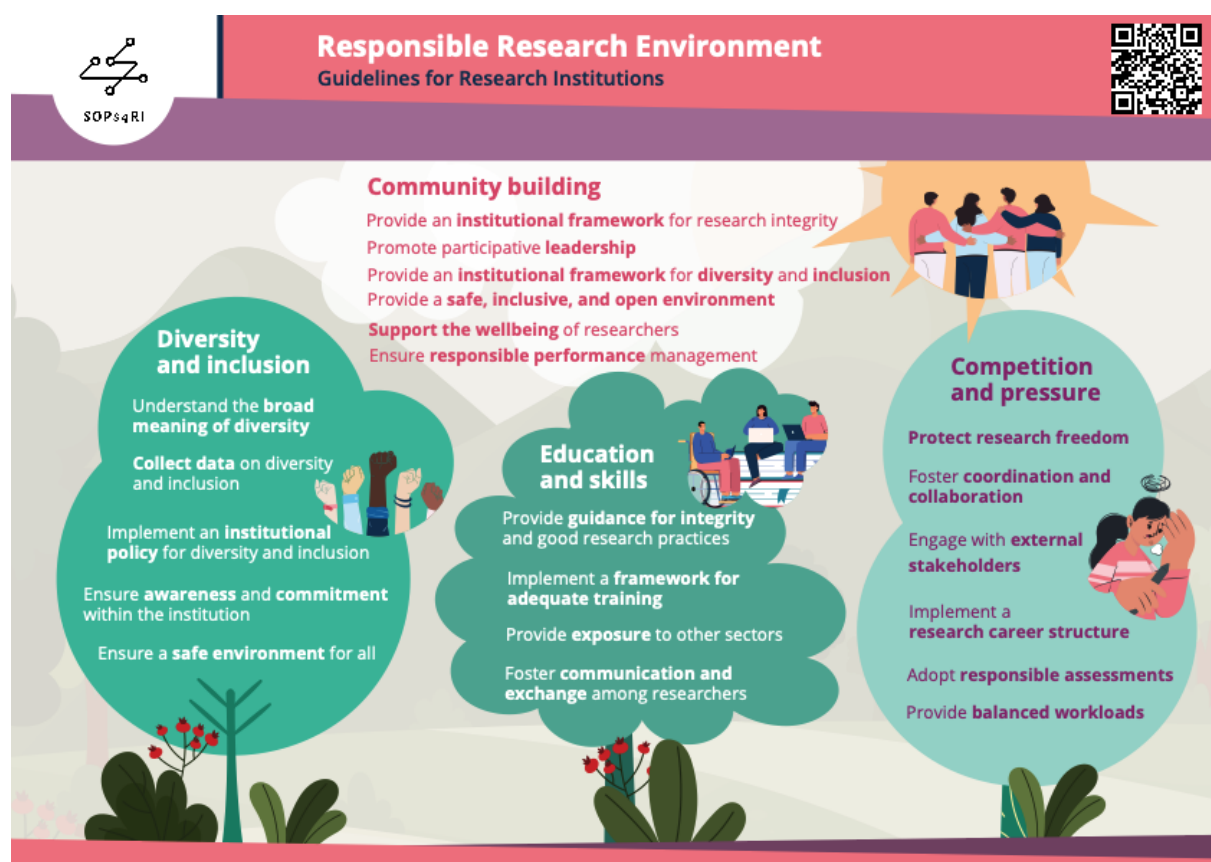 SOPs4RI
Responsible Research Environment
Guidelines for Research Institutions
Community building
Provide an institutional framework for research integrity
Promote participative leadership
Provide an institutional framework for diversity and inclusion
Provide a safe, inclusive, and open environment
Support the wellbeing of researchers
Ensure responsible performance management
Diversity
and inclusion
Understand the broad
meaning of diversity
Collect data on diversity
and inclusion
Implement an institutional
policy for diversity and inclusion
Ensure awareness and commitment
within the institution
Ensure a safe environment for all
Education
and skills
Provide guidance for integrity
and good research practices
Implement a framework for
adequate training
Provide exposure to other sectors
Foster communication and
exchange among researchers
Competition
and pressure
Protect research freedom
Foster coordination and
collaboration
Engage with external
stakeholders
Implement a
research career structure
Adopt responsible assessments
Provide balanced workloads